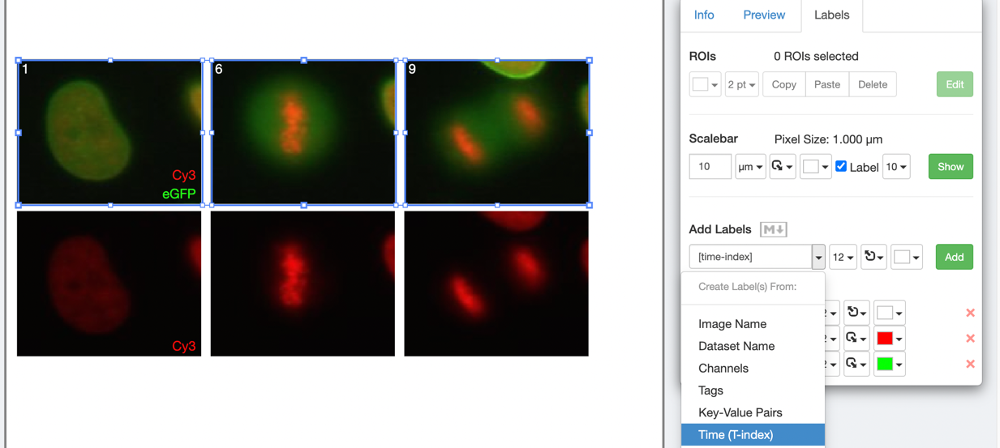 1
6
9
Cy3
eGFP
Cy3
Info Preview Labels
ROIs 0 ROIs selected
2 pt Copy Paste Delete Edit
Scalebar Pixel Size: 1.000 µm
10 µm Label 10 Show
Add Labels M
[time-index] 12 Add
Create Label(s) From:
Image Name
Dataset Name
Channels
Tags
Key-Value Pairs
Time (T-index)